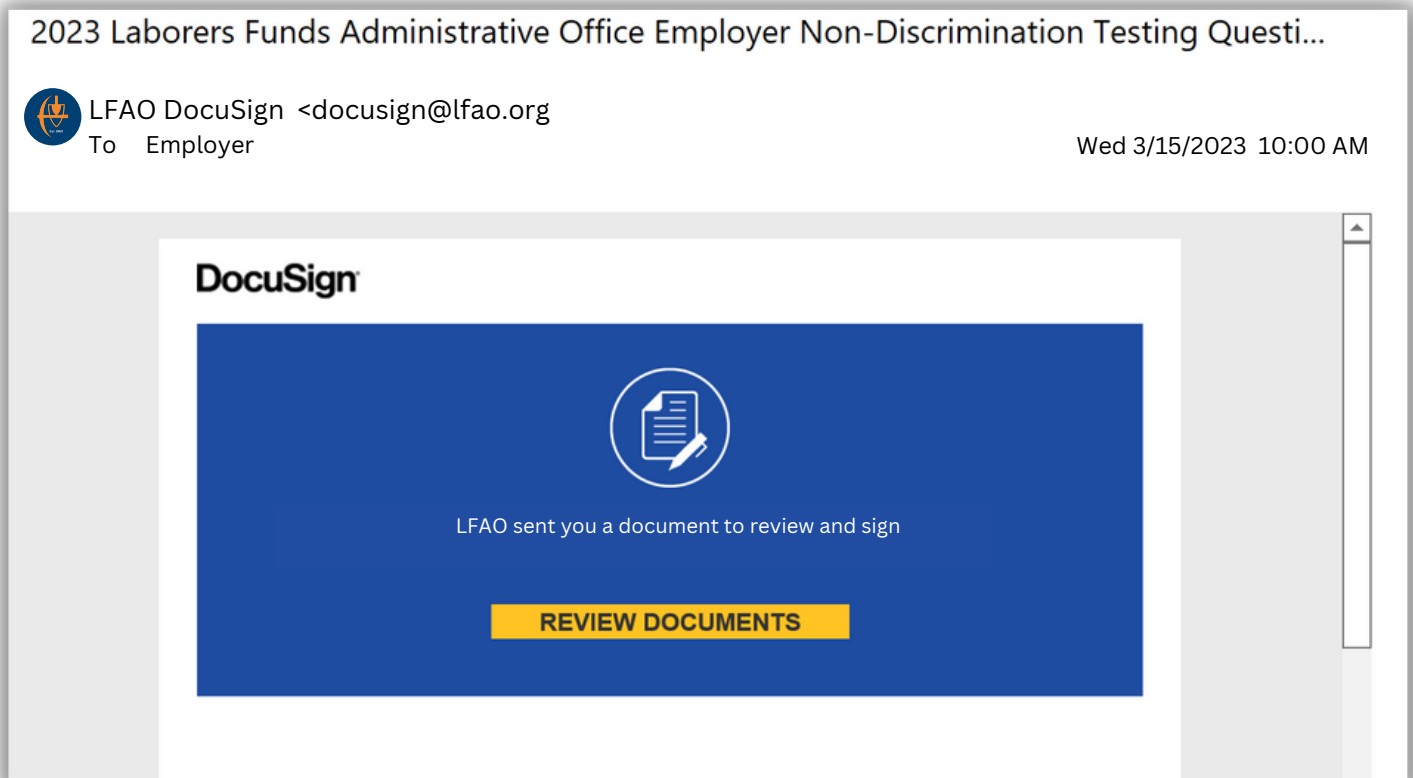 2023 Laborers Funds Administrative Office Employer Non-Discrimination Testing Questi...
LFAO DocuSign <docusign@lfao.org
To Employer
Wed 3/15/2023 10:00 AM
DocuSign
LFAO sent you a document to review and sign
REVIEW DOCUMENTS